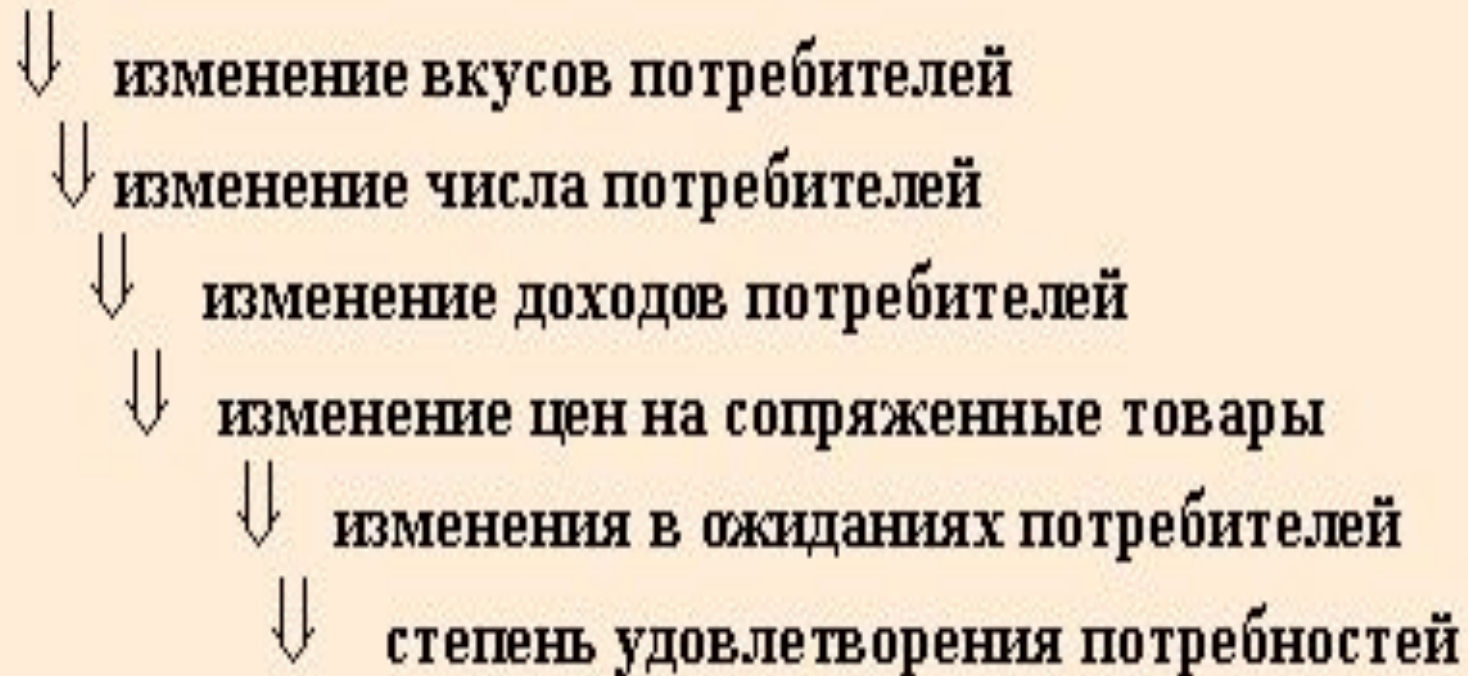 изменение вкусов потребителей
изменение числа потребителей
изменение доходов потребителей
изменение цен на сопряженные товары
изменения в ожиданиях потребителей
степень удовлетворения потребностей